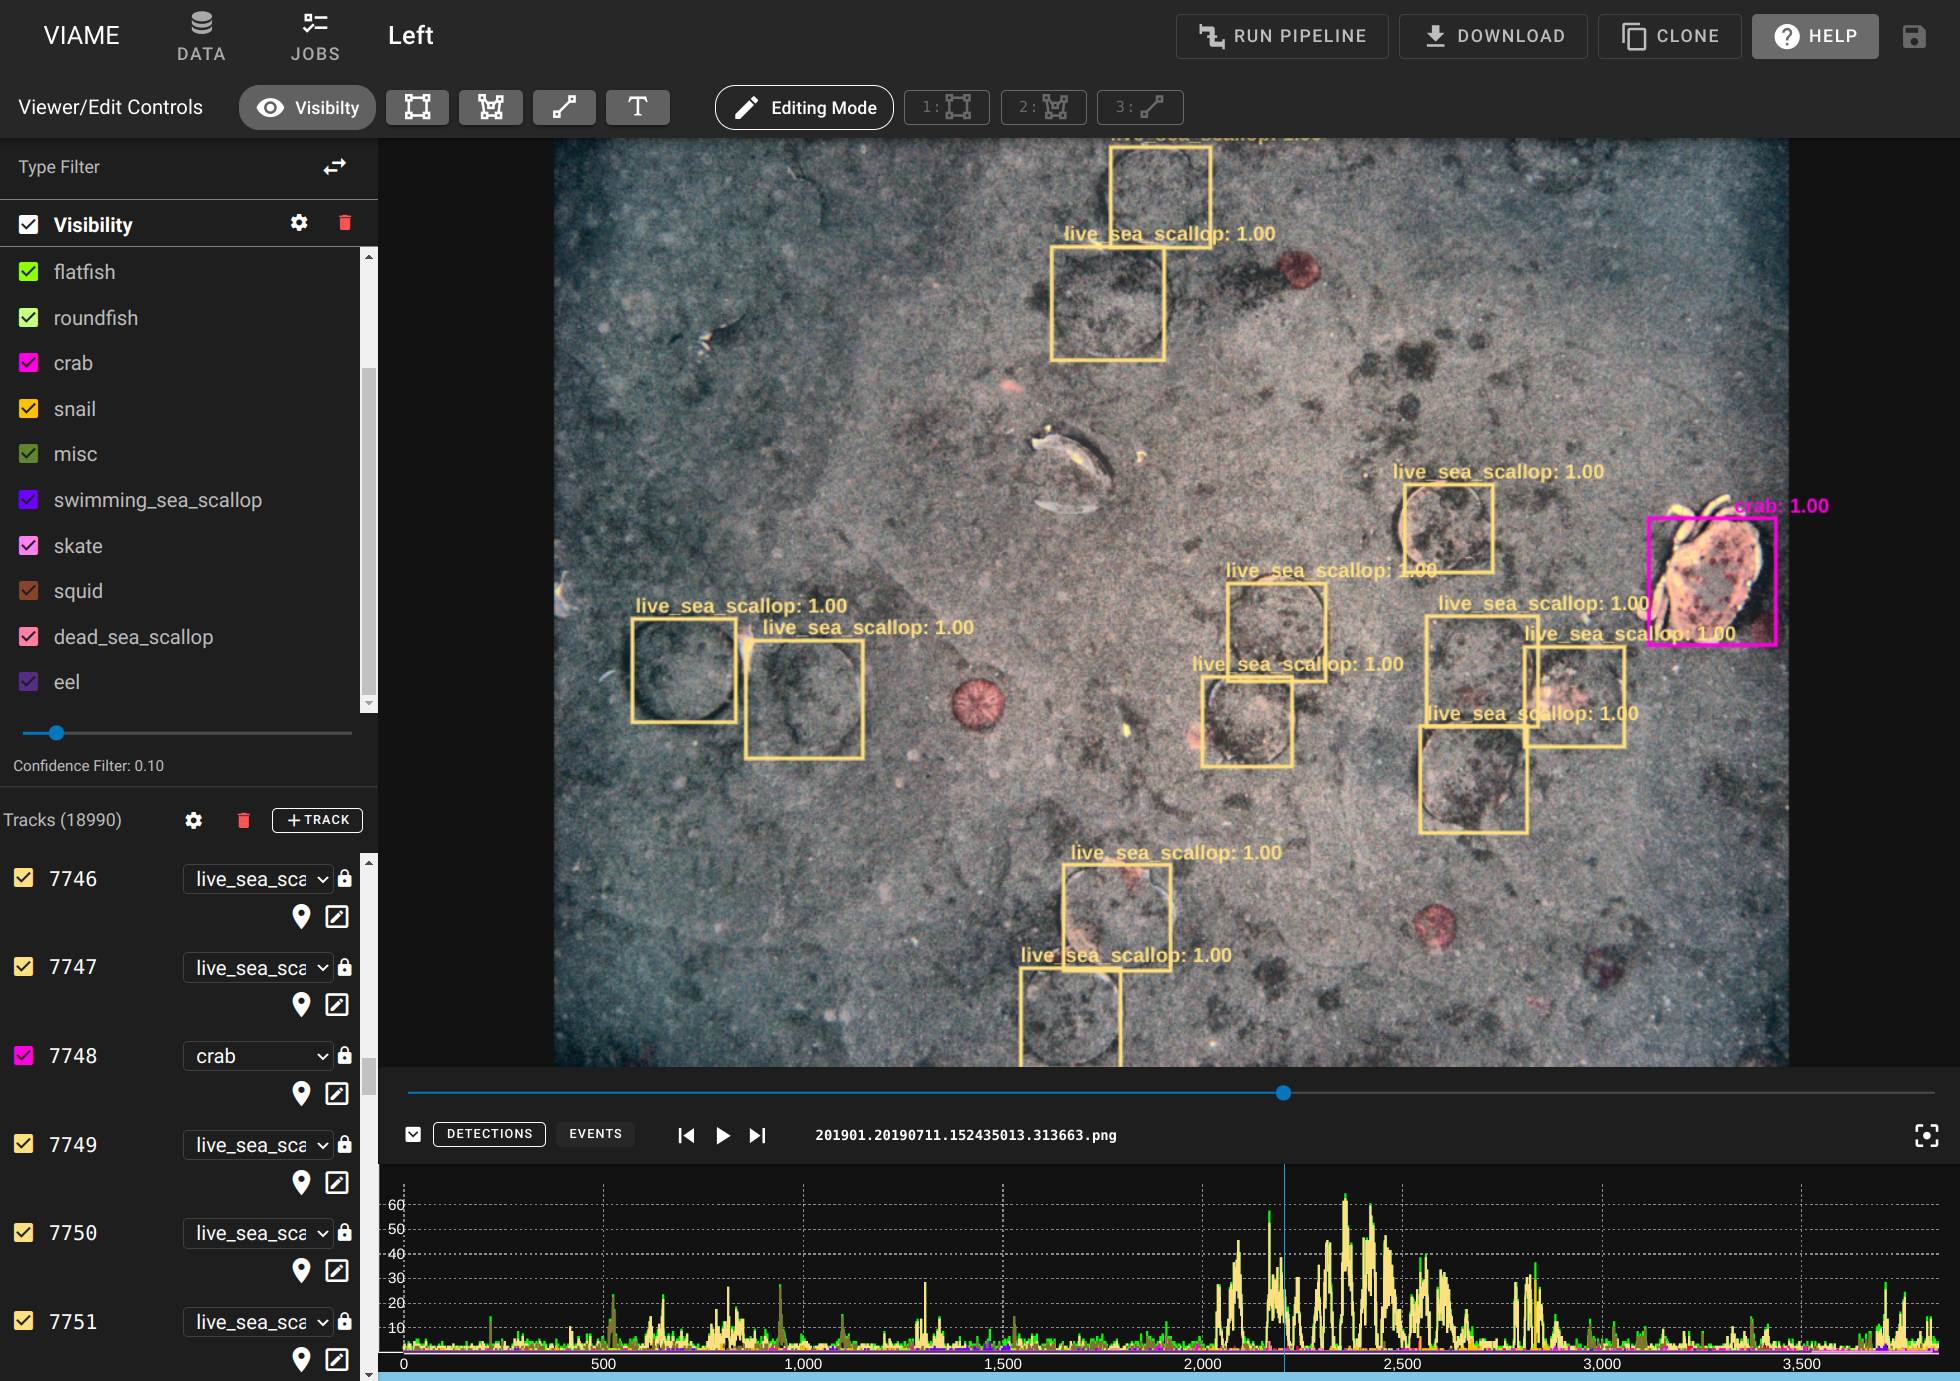 VIAME
DATA
JOBS
Left
RUN PIPELINE
DOWNLOAD
CLONE
HELP
Viewer/Edit Controls
Visibilty
T
Editing Mode
1:
2:
3:
Type Filter
Visibility
flatfish
roundfish
crab
snail
misc
swimming_sea_scallop
skate
squid
dead_sea_scallop
eel
Confidence Filter: 0.10
Tracks (18990)
+ TRACK
7746 live_sea_sca
7747 live_sea_sca
7748 crab
7749 live_sea_sca
7750 live_sea_sca
7751 live_sea_sca
live_sea_scallop: 1.00
live_sea_scallop: 1.00
live_sea_scallop: 1.00
crab: 1.00
live_sea_scallop: 1.00
live_sea_scallop: 1.00
live_sea_scallop: 1.00
live_sea_scallop: 1.00
live_sea_scallop: 1.00
live_sea_scallop: 1.00
live_sea_scallop: 1.00
live_sea_scallop: 1.00
live_sea_scallop: 1.00
DETECTIONS
EVENTS
201901.20190711.152435013.313663.png
60
50
40
30
20
10
0 500 1,000 1,500 2,000 2,500 3,000 3,500